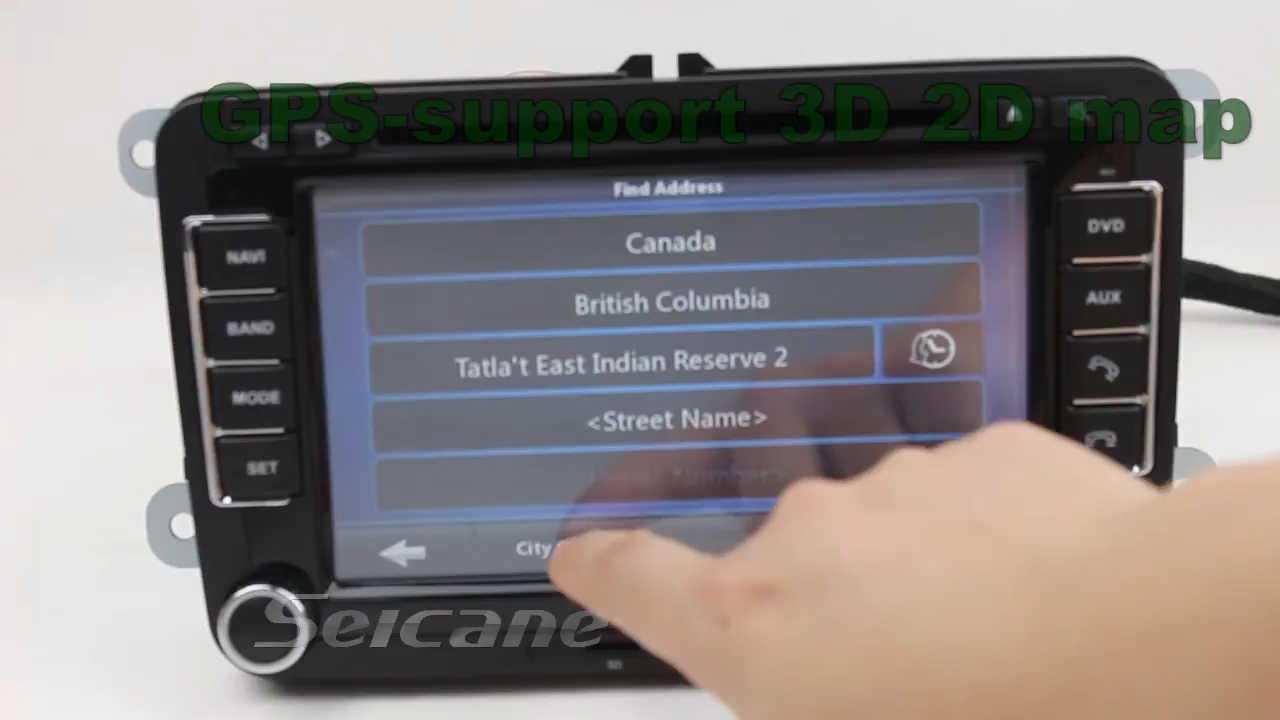 GPS-support 3D 2D map
Find Address
Canada
British Columbia
Tatla't East Indian Reserve 2
<Street Name>
City
NAVI
BAND
MODE
SET
DVD
AUX
Seicane